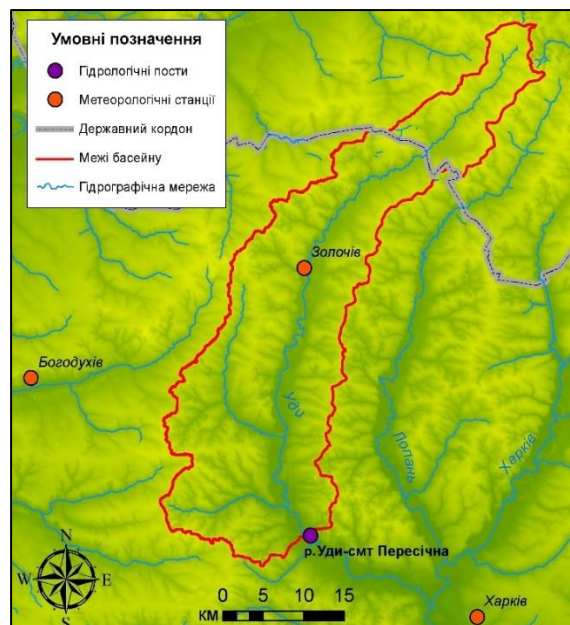 Умовні позначення
Гідрологічні пости
Метеорологічні станції
Державний кордон
Межі басейну
Гідрографічна мережа
Золочів
Богодухів
Уди
Лопань
Харків
р.Уди-смт Пересічна
N
W
E
S
0 5 10 15
КМ
Харків